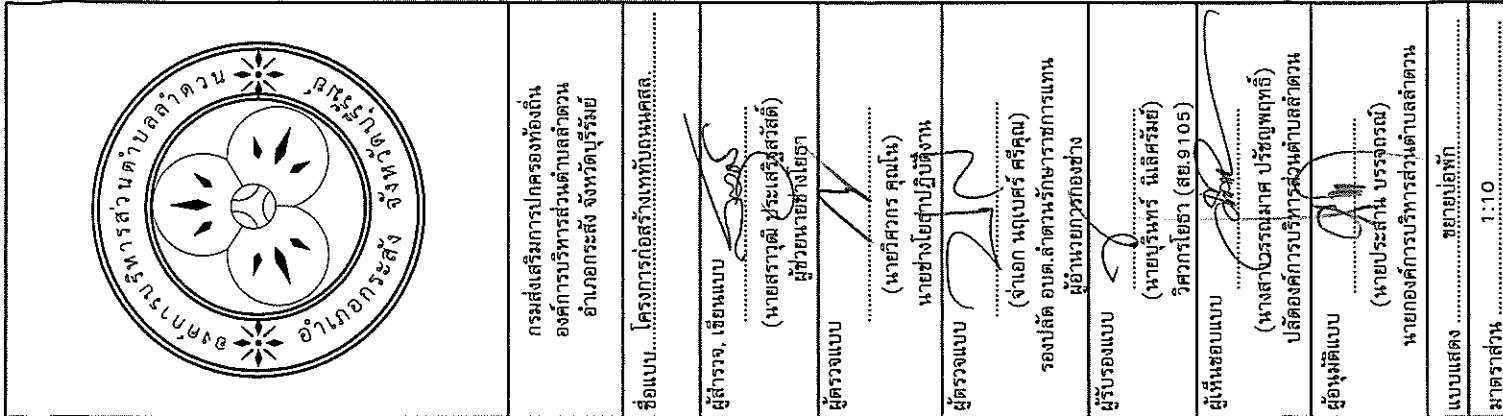 องค์การบริหารส่วนตำบลลำดวน
อำเภอกระสัง จังหวัดบุรีรัมย์
กรมส่งเสริมการปกครองท้องถิ่น
องค์การบริหารส่วนตำบลลำดวน
อำเภอกระสัง จังหวัดบุรีรัมย์
ชื่อแบบ....โครงการก่อสร้างเททับถนนคสล....
ผู้สำรวจ, เขียนแบบ
(นายสราวุฒิ ประเสริฐสวัสดิ์)
ผู้ช่วยนายช่างโยธา
ผู้ตรวจแบบ
(นายวิศวกร คุณโน)
นายช่างโยธาปฏิบัติงาน
ผู้ตรวจแบบ
(จ่าเอก นฤเบศร์ ศรีคุณ)
รองปลัด อบต.ลำดวนรักษาราชการแทน
ผู้อำนวยการกองช่าง
ผู้รับรองแบบ
(นายบุรินทร์ นิเลิศรัมย์)
วิศวกรโยธา (สย.9105)
ผู้เห็นชอบแบบ
(นางสาววรรณมาศ ปรัชญพฤทธิ์)
ปลัดองค์การบริหารส่วนตำบลลำดวน
ผู้อนุมัติแบบ
(นายประสาน บรรจถรณ์)
นายกองค์การบริหารส่วนตำบลลำดวน
แบบแสดง ........ขยายบ่อพัก........
มาตราส่วน ........1:10........